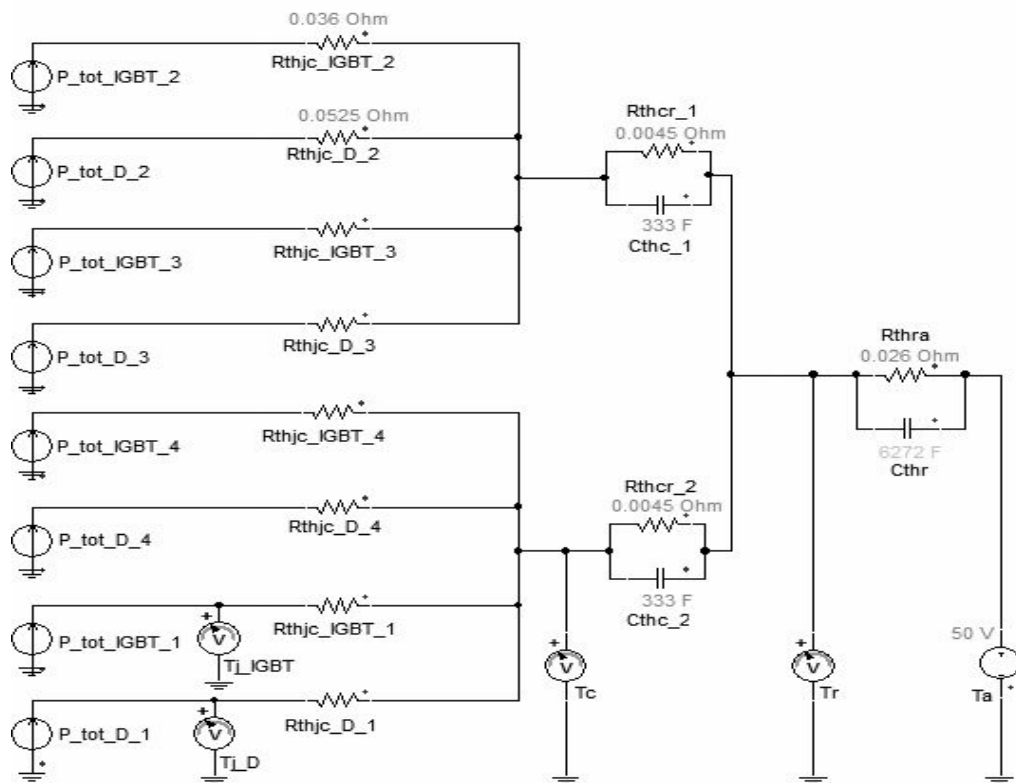 0.036 Ohm
Rthjc_IGBT_2
P_tot_IGBT_2
0.0525 Ohm
Rthjc_D_2
P_tot_D_2
Rthjc_IGBT_3
P_tot_IGBT_3
Rthjc_D_3
P_tot_D_3
Rthcr_1
0.0045 Ohm
333 F
Cthc_1
Rthra
0.026 Ohm
6272 F
Cthr
Rthjc_IGBT_4
P_tot_IGBT_4
Rthjc_D_4
P_tot_D_4
Rthcr_2
0.0045 Ohm
333 F
Cthc_2
Rthjc_IGBT_1
P_tot_IGBT_1
V
Tj_IGBT
Rthjc_D_1
P_tot_D_1
V
Tj_D
V
Tc
V
Tr
50 V
Ta